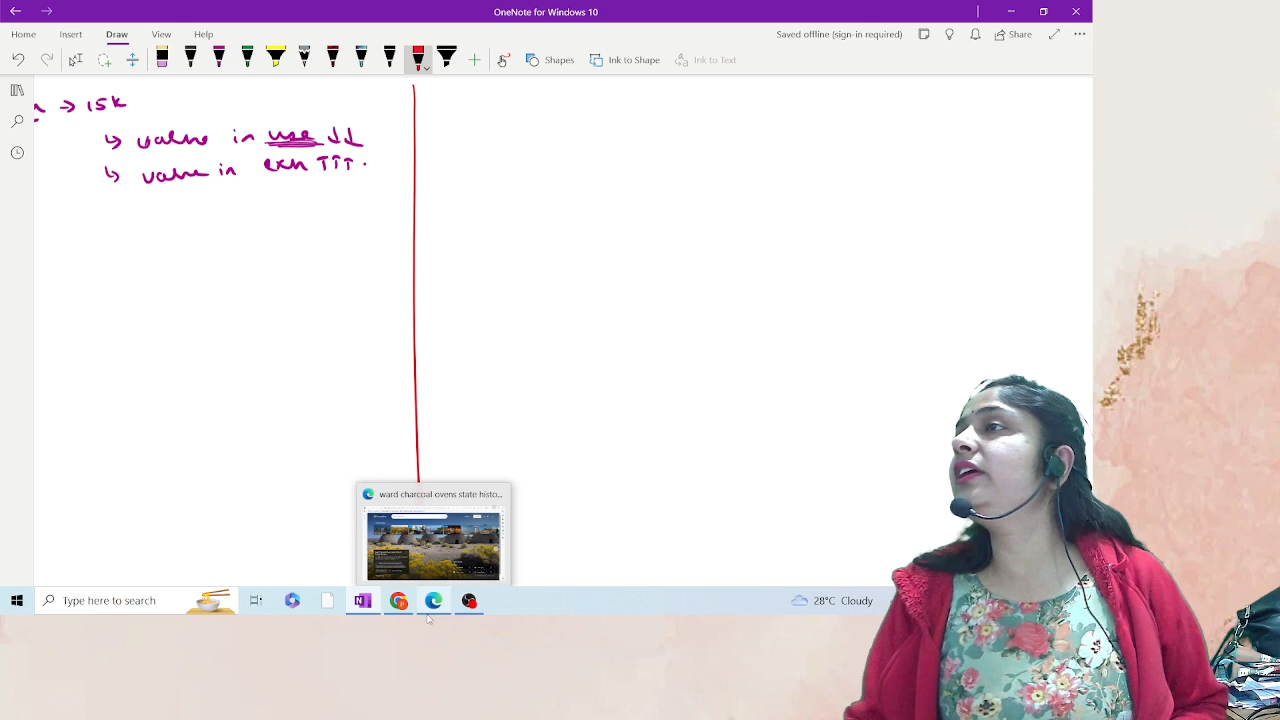 OneNote for Windows 10
Home Insert Draw View Help
Saved offline (sign-in required) Share
Shapes Ink to Shape Ink to Text
→ 15k
↳ value in use ↓↓
↳ value in exn ↑↑↑
ward charcoal ovens state histo...
Type here to search
28°C Cloudy